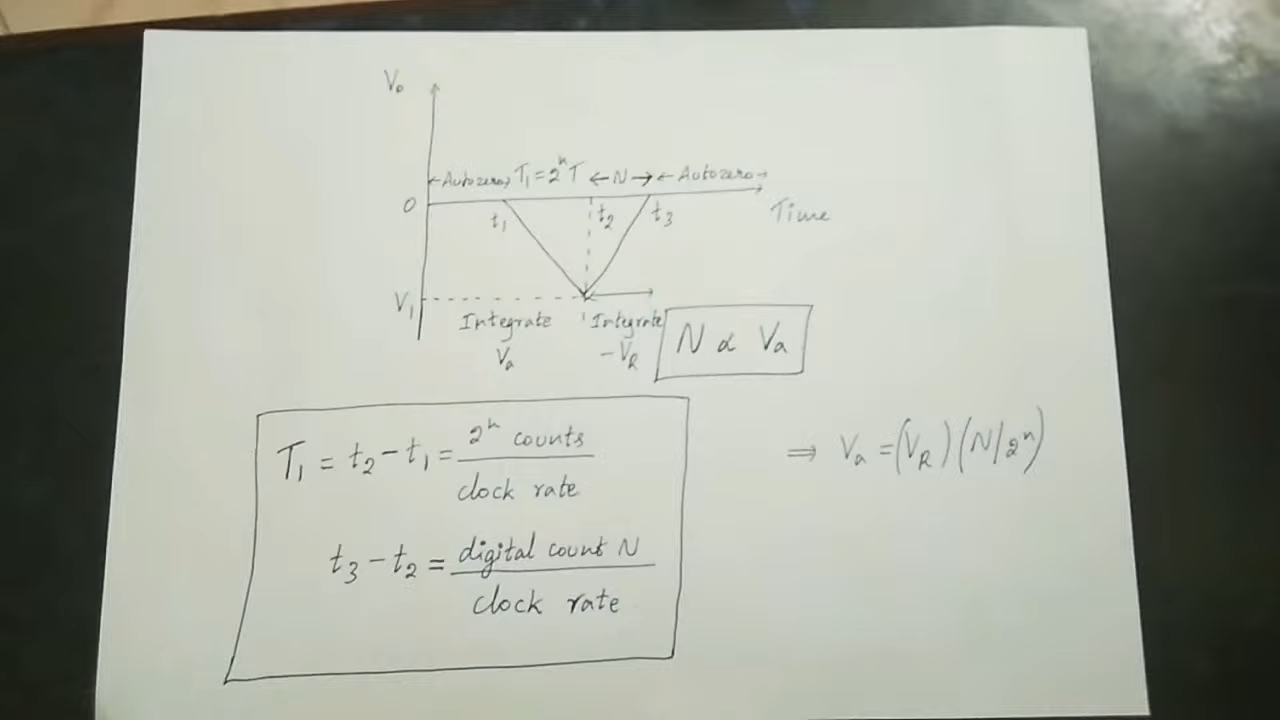 V₀
←Autozero→ T₁ = 2ⁿT ←N→ ←Autozero→
0
t₁ t₂ t₃ Time
V₁
Integrate Vₐ
Integrate -V_R
N ∝ Vₐ
T₁ = t₂ - t₁ = 2ⁿ counts / clock rate
⇒ Vₐ = (V_R) (N/2ⁿ)
t₃ - t₂ = digital count N / clock rate